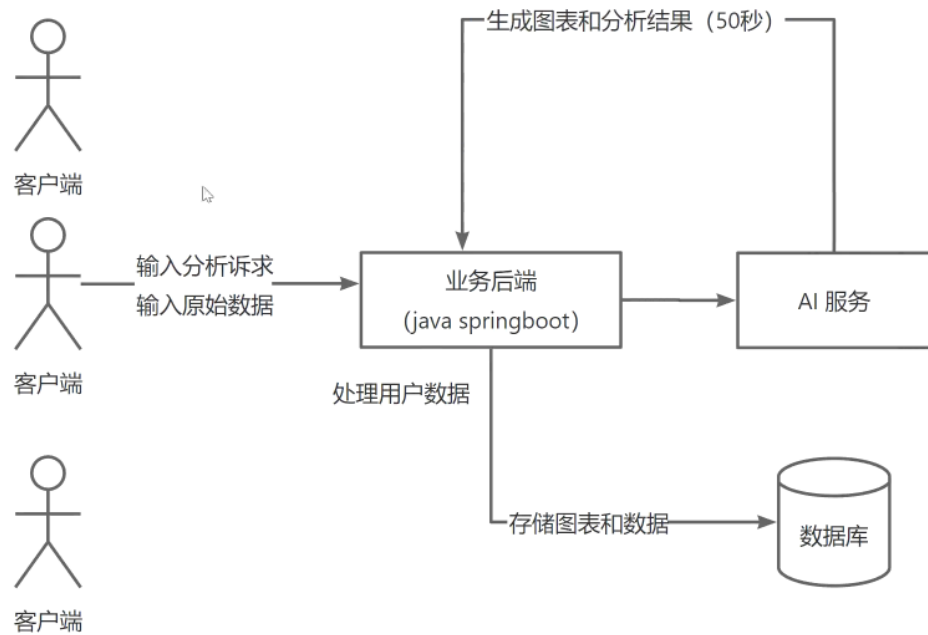 生成图表和分析结果（50秒）
客户端
输入分析诉求
输入原始数据
业务后端
（java springboot）
AI 服务
客户端
处理用户数据
存储图表和数据
数据库
客户端